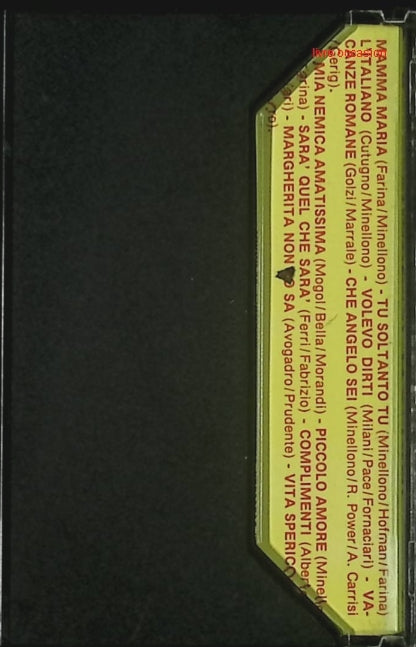 MAMMA MARIA (Farina/Minellono) - TU SOLTANTO TU (Minellono/Hofman/Farina)
L'ITALIANO (Cutugno/Minellono) - VOLEVO DIRTI (Milani/Pace/Fornaciari) - VA-
CANZE ROMANE (Golzi/Marrale) - CHE ANGELO SEI (Minellono/R. Power/A. Carrisi
MIA NEMICA AMATISSIMA (Mogol/Bella/Morandi) - PICCOLO AMORE
SARA' QUEL CHE SARA' (Ferri/Fabrizio) - COMPLIMENTI
MARGHERITA NON SA (Avogadro/Prudente) - VITA